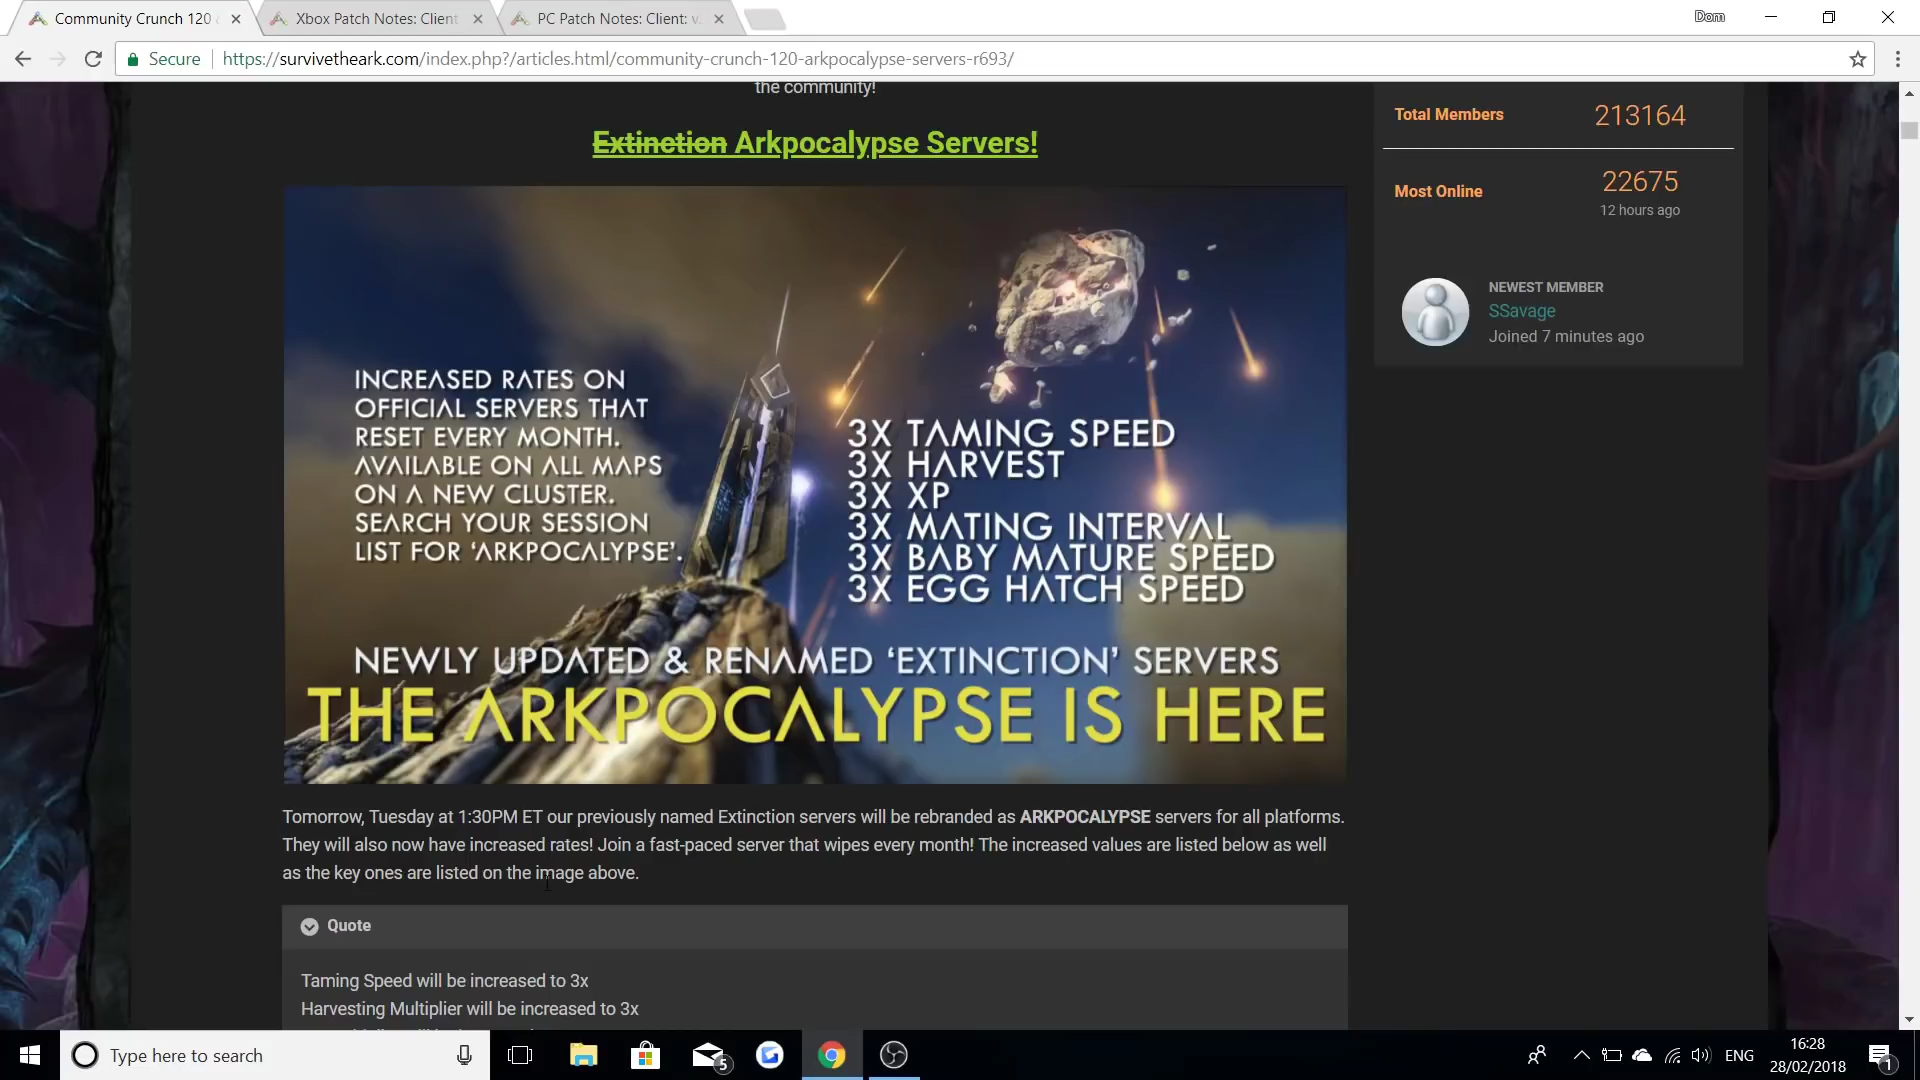 Community Crunch 120
Xbox Patch Notes: Client
PC Patch Notes: Client: v
Dom
Secure
https://survivetheark.com/index.php?/articles.html/community-crunch-120-arkpocalypse-servers-r693/
the community!
Extinction Arkpocalypse Servers!
INCREASED RATES ON
OFFICIAL SERVERS THAT
RESET EVERY MONTH.
AVAILABLE ON ALL MAPS
ON A NEW CLUSTER.
SEARCH YOUR SESSION
LIST FOR ‘ARKPOCALYPSE’.
3X TAMING SPEED
3X HARVEST
3X XP
3X MATING INTERVAL
3X BABY MATURE SPEED
3X EGG HATCH SPEED
NEWLY UPDATED & RENAMED ‘EXTINCTION’ SERVERS
THE ARKPOCALYPSE IS HERE
Tomorrow, Tuesday at 1:30PM ET our previously named Extinction servers will be rebranded as ARKPOCALYPSE servers for all platforms.
They will also now have increased rates! Join a fast-paced server that wipes every month! The increased values are listed below as well
as the key ones are listed on the image above.
Quote
Taming Speed will be increased to 3x
Harvesting Multiplier will be increased to 3x
Total Members 213164
Most Online 22675
12 hours ago
NEWEST MEMBER
SSavage
Joined 7 minutes ago
Type here to search
5
ENG
16:28
28/02/2018
1